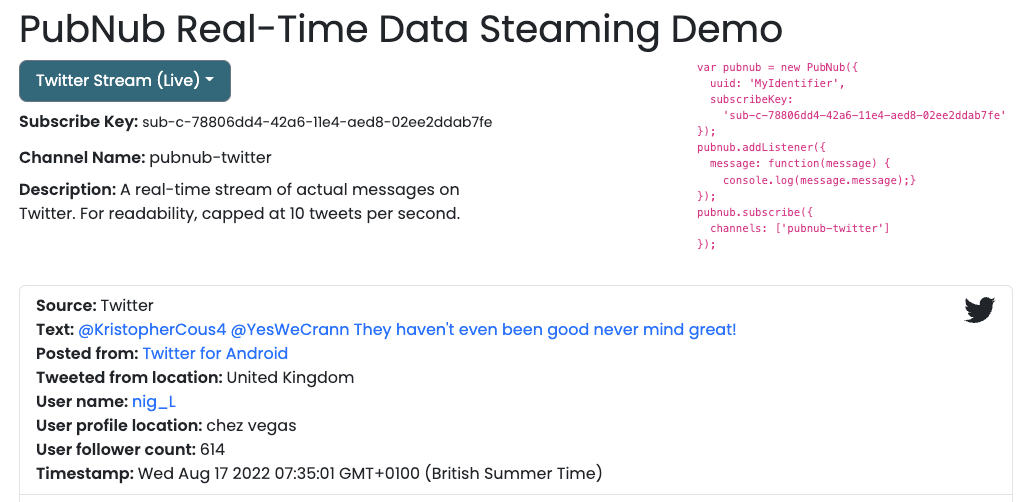 PubNub Real-Time Data Steaming Demo
Twitter Stream (Live)
Subscribe Key: sub-c-78806dd4-42a6-11e4-aed8-02ee2ddab7fe
Channel Name: pubnub-twitter
Description: A real-time stream of actual messages on
Twitter. For readability, capped at 10 tweets per second.
var pubnub = new PubNub({
  uuid: 'MyIdentifier',
  subscribeKey:
    'sub-c-78806dd4-42a6-11e4-aed8-02ee2ddab7fe'
});
pubnub.addListener({
  message: function(message) {
    console.log(message.message);}
});
pubnub.subscribe({
  channels: ['pubnub-twitter']
});
Source: Twitter
Text: @KristopherCous4 @YesWeCrann They haven't even been good never mind great!
Posted from: Twitter for Android
Tweeted from location: United Kingdom
User name: nig_L
User profile location: chez vegas
User follower count: 614
Timestamp: Wed Aug 17 2022 07:35:01 GMT+0100 (British Summer Time)